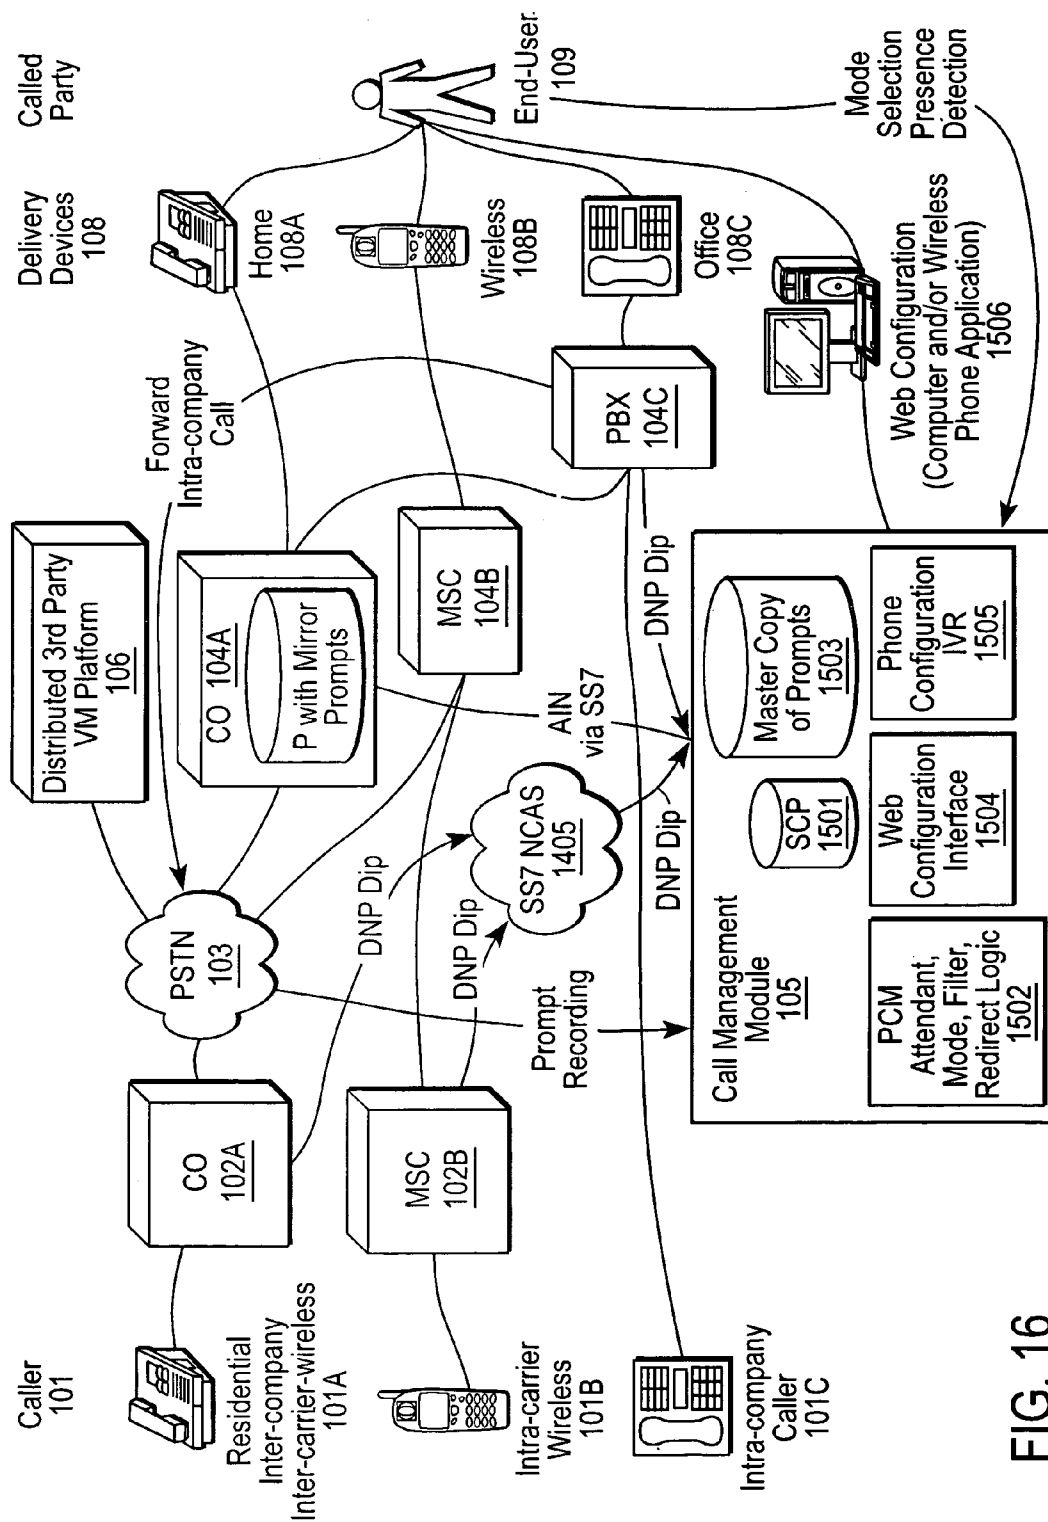 Caller
101
Residential
Inter-company
Inter-carrier-wireless
101A
Intra-carrier
Wireless
101B
Intra-company
Caller
101C
CO
102A
MSC
102B
PSTN
103
DNP Dip
DNP Dip
Prompt
Recording
SS7 NCAS
1405
DNP Dip
AIN
via SS7
DNP Dip
Distributed 3rd Party
VM Platform
106
CO 104A
P with Mirror
Prompts
MSC
104B
PBX
104C
Forward
Intra-company
Call
Delivery
Devices
108
Home
108A
Wireless
108B
Office
108C
Called
Party
End-User
109
Mode
Selection
Presence
Detection
Web Configuration
(Computer and/or Wireless
Phone Application)
1506
Call Management
Module
105
SCP
1501
Master Copy
of Prompts
1503
PCM
Attendant,
Mode, Filter,
Redirect Logic
1502
Web
Configuration
Interface
1504
Phone
Configuration
IVR
1505
FIG. 16